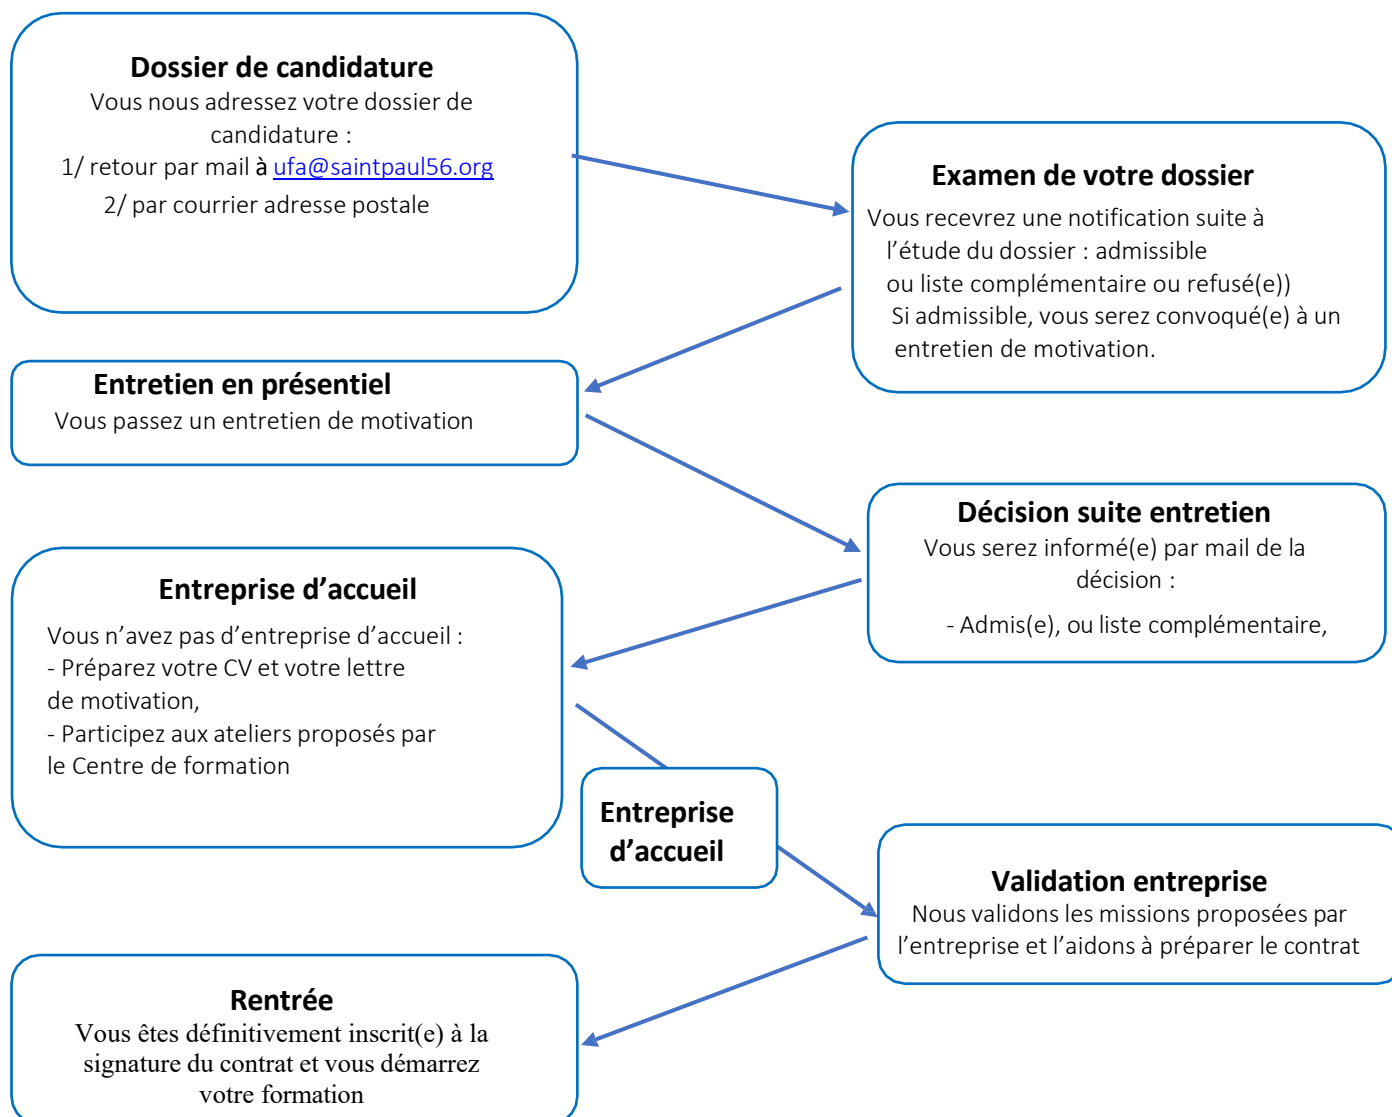 Dossier de candidature
Vous nous adressez votre dossier de
candidature :
1/ retour par mail à ufa@saintpaul56.org
2/ par courrier adresse postale
Examen de votre dossier
Vous recevrez une notification suite à
l’étude du dossier : admissible
ou liste complémentaire ou refusé(e))
Si admissible, vous serez convoqué(e) à un
entretien de motivation.
Entretien en présentiel
Vous passez un entretien de motivation
Décision suite entretien
Vous serez informé(e) par mail de la
décision :
- Admis(e), ou liste complémentaire,
Entreprise d’accueil
Vous n’avez pas d’entreprise d’accueil :
- Préparez votre CV et votre lettre
de motivation,
- Participez aux ateliers proposés par
le Centre de formation
Entreprise
d’accueil
Validation entreprise
Nous validons les missions proposées par
l’entreprise et l’aidons à préparer le contrat
Rentrée
Vous êtes définitivement inscrit(e) à la
signature du contrat et vous démarrez
votre formation